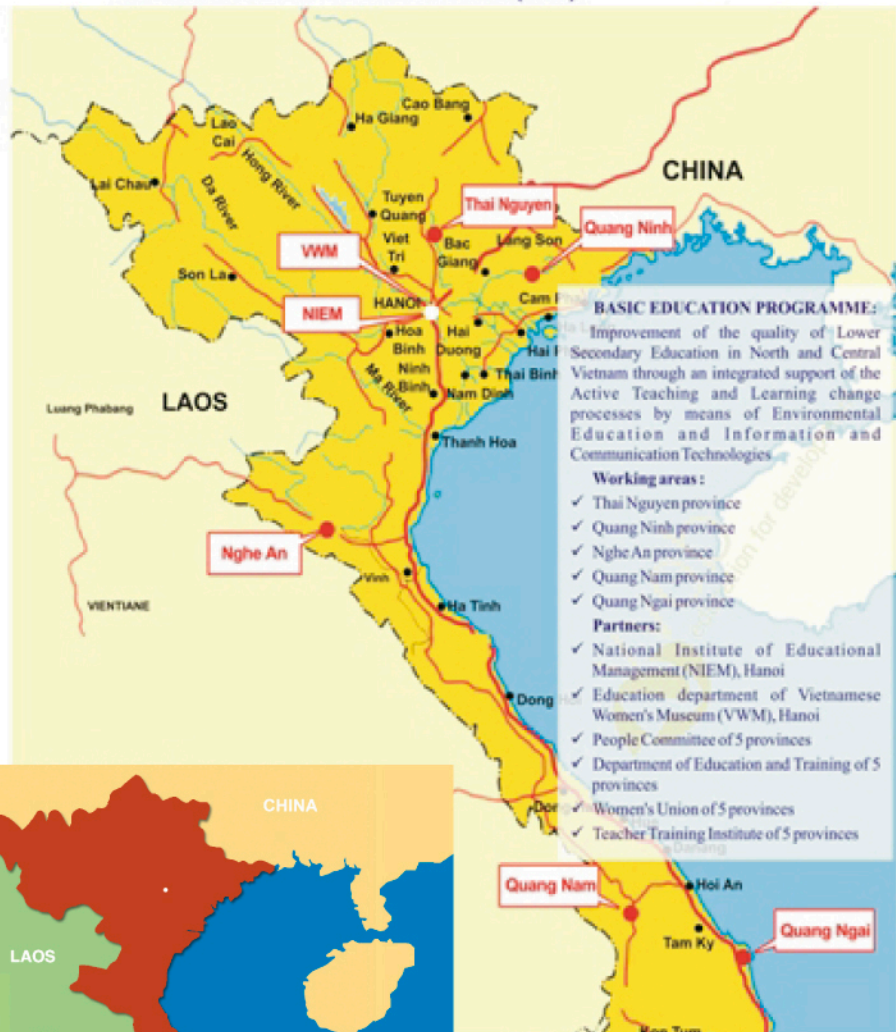 Cao Bang
Ha Giang
Lao
Cai
CHINA
Hong River
Lai Chau
Da River
Tuyen
Quang
Thai Nguyen
Quang Ninh
Viet
Tri
Bac
Giang
Lang Son
VWM
Son La
HANOI
Cam
NIEM
Hoa
Binh
Hai
Duong
Hai
Ninh
Binh
Thai Binh
Ma River
Nam Dinh
LAOS
Luang Phabang
Thanh Hoa
BASIC EDUCATION PROGRAMME:
Improvement of the quality of Lower
Secondary Education in North and Central
Vietnam through an integrated support of the
Active Teaching and Learning change
processes by means of Environmental
Education and Information and
Communication Technologies
Working areas :
✓ Thai Nguyen province
✓ Quang Ninh province
✓ Nghe An province
✓ Quang Nam province
✓ Quang Ngai province
Partners:
✓ National Institute of Educational
Management (NIEM), Hanoi
✓ Education department of Vietnamese
Women's Museum (VWM), Hanoi
✓ People Committee of 5 provinces
✓ Department of Education and Training of 5
provinces
✓ Women's Union of 5 provinces
✓ Teacher Training Institute of 5 provinces
Nghe An
Vinh
VIENTIANE
Ha Tinh
Dong
Dong
Hue
Danang
Quang Nam
Hoi An
Tam Ky
Quang Ngai
Kon Tum
CHINA
LAOS